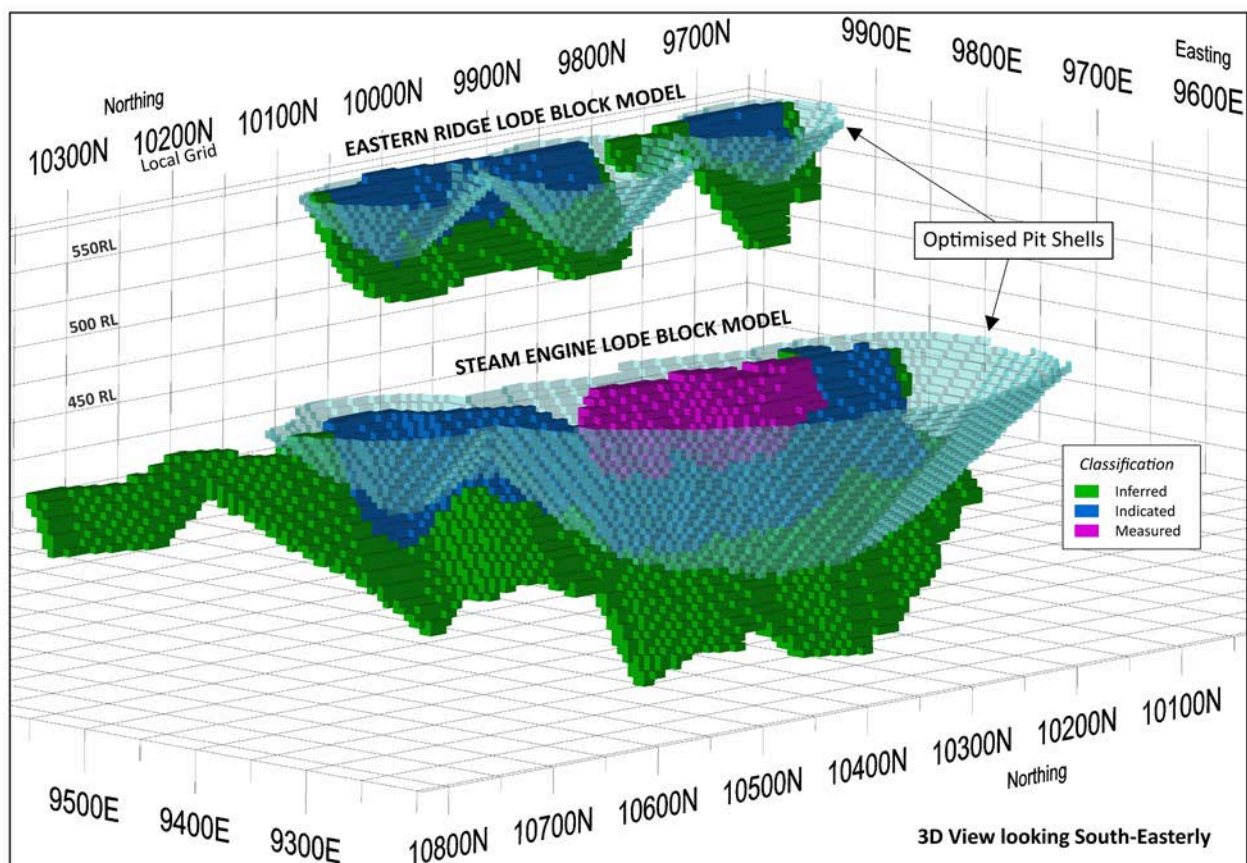 Northing
Local Grid
10300N
10200N
10100N
10000N
9900N
9800N
9700N
9900E
9800E
9700E
9600E
Easting
EASTERN RIDGE LODE BLOCK MODEL
550RL
500 RL
450 RL
Optimised Pit Shells
STEAM ENGINE LODE BLOCK MODEL
Classification
Inferred
Indicated
Measured
9500E
9400E
9300E
10800N
10700N
10600N
10500N
10400N
10300N
10200N
10100N
Northing
3D View looking South-Easterly